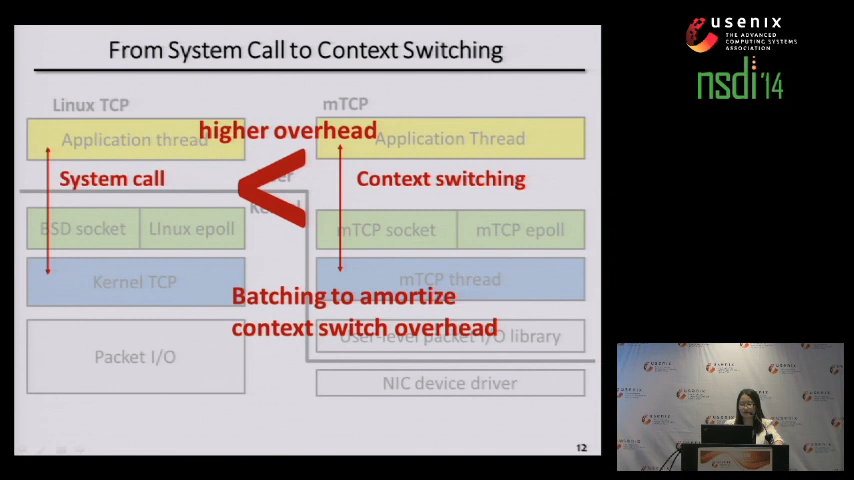 From System Call to Context Switching
Linux TCP
mTCP
higher overhead
Application thread
Application Thread
System call
<
Context switching
BSD socket
LInux epoll
mTCP socket
mTCP epoll
Kernel TCP
mTCP thread
Batching to amortize
context switch overhead
Packet I/O
User-level packet I/O library
NIC device driver
12
usenix
THE ADVANCED
COMPUTING SYSTEMS
ASSOCIATION
nsdi '14